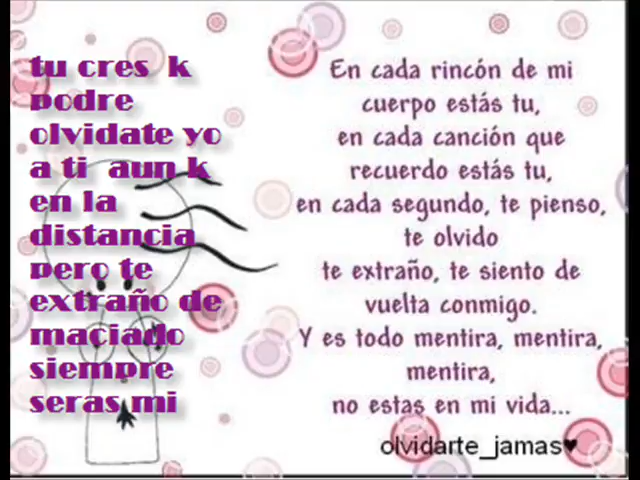 tu cres k
podre
olvidate yo
a ti aun k
en la
distancia
pero te
extraño de
maciado
siempre
seras mi
En cada rincón de mi
cuerpo estás tu,
en cada canción que
recuerdo estás tu,
en cada segundo, te pienso,
te olvido
te extraño, te siento de
vuelta conmigo.
Y es todo mentira, mentira,
mentira,
no estas en mi vida...
olvidarte_jamas♥